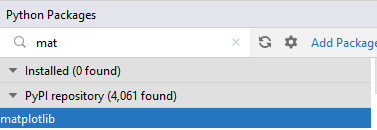 Python Packages
mat
Add Package
Installed (0 found)
PyPI repository (4,061 found)
matplotlib